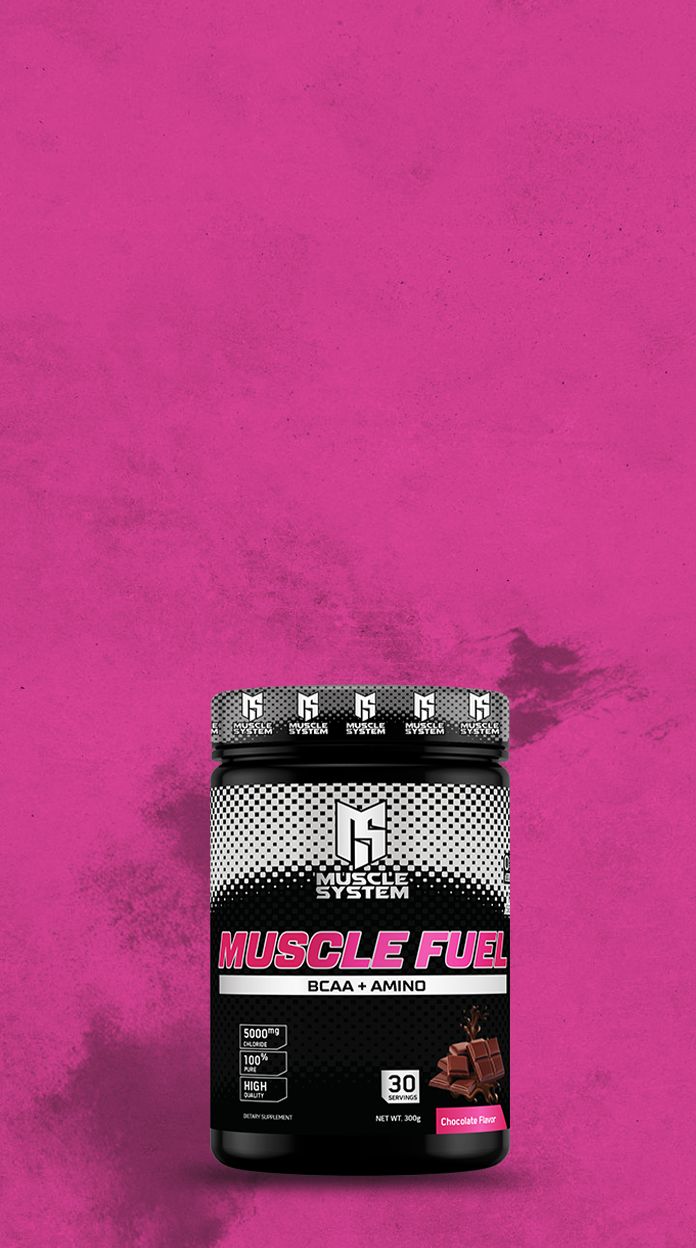 MUSCLE SYSTEM
MUSCLE SYSTEM
MUSCLE SYSTEM
MUSCLE SYSTEM
MUSCLE SYSTEM
MUSCLE
SYSTEM
MUSCLE FUEL
BCAA + AMINO
5000mg
CHLORIDE
100%
PURE
HIGH
QUALITY
30
SERVINGS
DIETARY SUPPLEMENT
NET WT. 300g
Chocolate Flavor